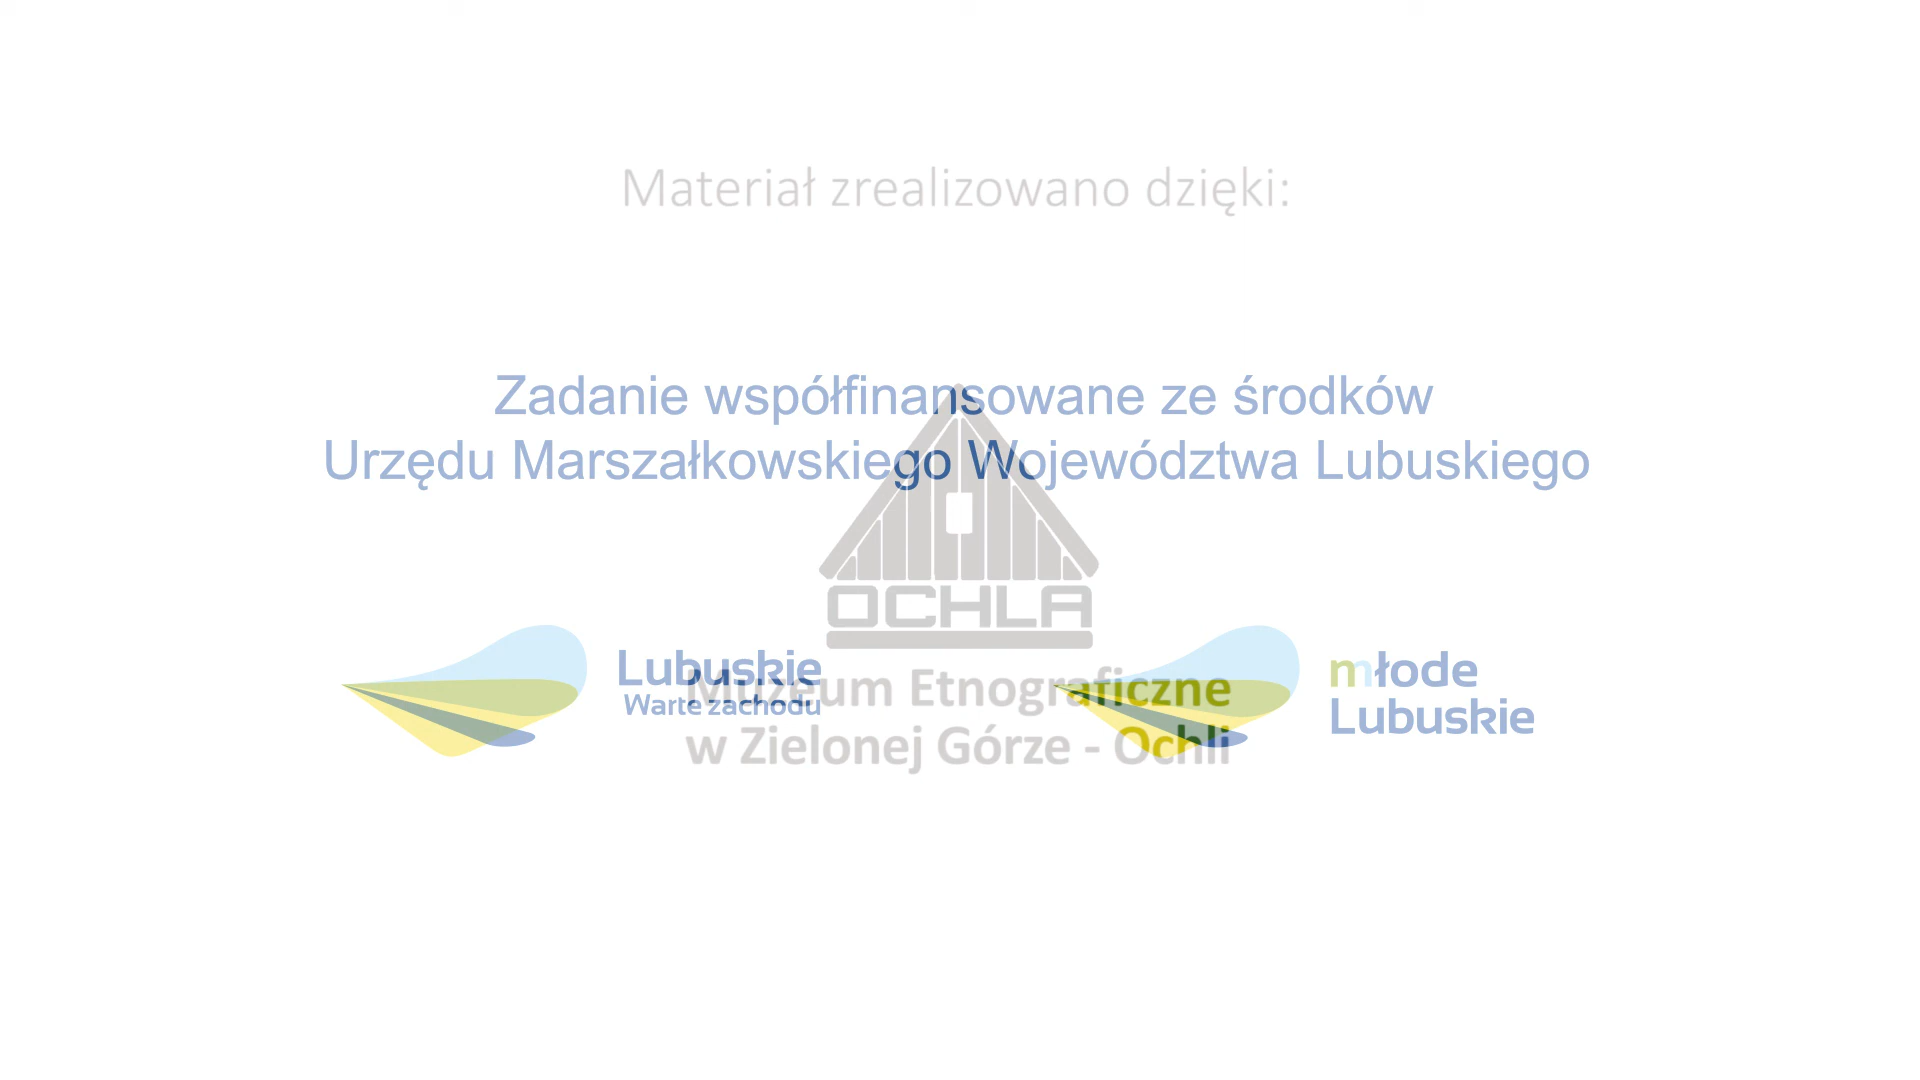 Materiał zrealizowano dzięki:
Zadanie współfinansowane ze środków
Urzędu Marszałkowskiego Województwa Lubuskiego
OCHLA
Lubuskie
Warte zachodu
Muzeum Etnograficzne
w Zielonej Górze - Ochli
młode
Lubuskie